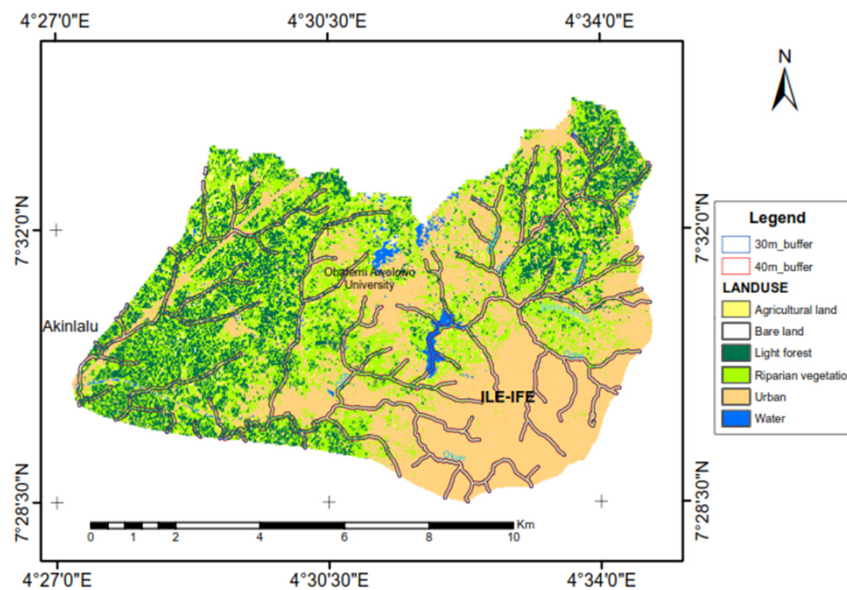 4°27'0"E 4°30'30"E 4°34'0"E
N
7°32'0"N 7°32'0"N
Legend
30m_buffer
40m_buffer
LANDUSE
Agricultural land
Bare land
Light forest
Riparian vegetatio
Urban
Water
Obafemi Awolowo
University
Akinlalu
ILE-IFE
Okun
7°28'30"N 7°28'30"N
Km
0 1 2 4 6 8 10
4°27'0"E 4°30'30"E 4°34'0"E